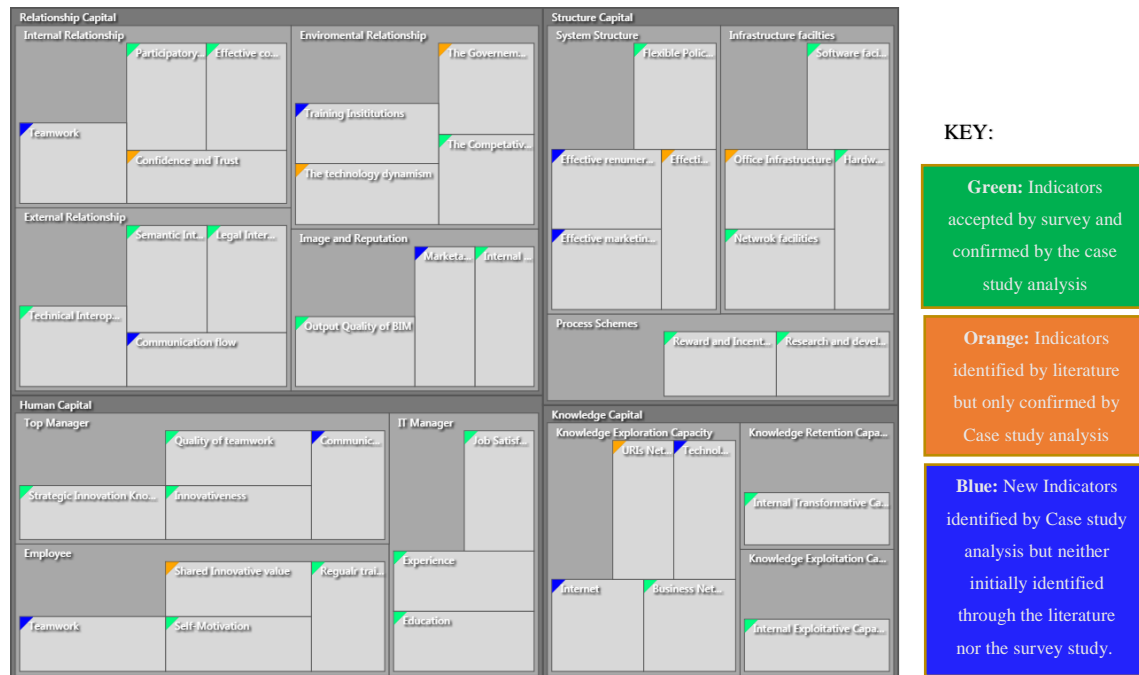 Relationship Capital
Internal Relationship
Participatory...
Effective co...
Teamwork
Confidence and Trust
Enviromental Relationship
The Governem...
Training Insititutions
The Competativ...
The technology dynamism
External Relationship
Semantic Int...
Legal Inter...
Technical Interop...
Communication flow
Image and Reputation
Marketa...
Internal ...
Output Quality of BIM
Structure Capital
System Structure
Flexible Polic...
Effective renumer...
Effecti...
Effective marketin...
Infrastructure facilties
Software facl...
Office Infrastructure
Hardw...
Netwrok facilities
Process Schemes
Reward and Incent...
Research and devel...
Human Capital
Top Manager
Quality of teamwork
Communic...
Strategic Innovation Kno...
Innovativeness
IT Manager
Job Satisf...
Experience
Education
Employee
Shared Innovative value
Regualr trai...
Teamwork
Self-Motivation
Knowledge Capital
Knowledge Exploration Capacity
URIs Net...
Technol...
Internet
Business Net...
Knowledge Retention Capa...
Internal Transformative Ca...
Knowledge Exploitation Ca...
Internal Exploitative Capa...
KEY:
Green: Indicators
accepted by survey and
confirmed by the case
study analysis
Orange: Indicators
identified by literature
but only confirmed by
Case study analysis
Blue: New Indicators
identified by Case study
analysis but neither
initially identified
through the literature
nor the survey study.